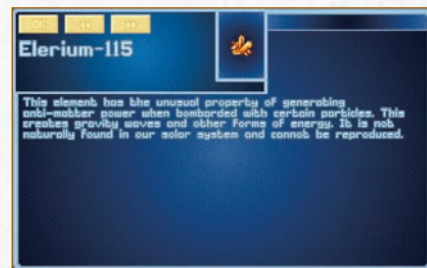 OK
Elerium-115
This element has the unusual property of generating
anti-matter power when bombarded with certain particles. This
creates gravity waves and other forms of energy. It is not
naturally found in our solar system and cannot be reproduced.